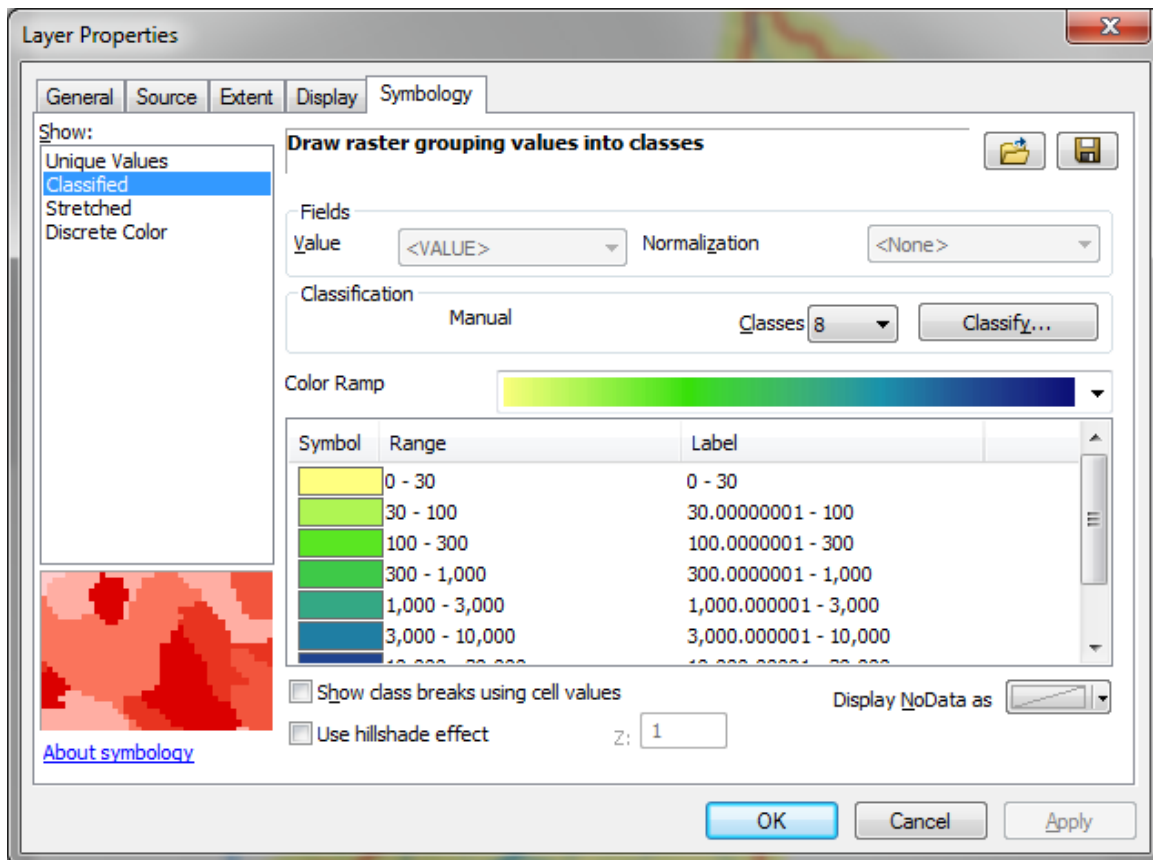 Layer Properties
General Source Extent Display Symbology
Show:
Unique Values
Classified
Stretched
Discrete Color
Draw raster grouping values into classes
Fields
Value <VALUE> Normalization <None>
Classification
Manual Classes 8 Classify...
Color Ramp
Symbol Range Label
0 - 30 0 - 30
30 - 100 30.00000001 - 100
100 - 300 100.0000001 - 300
300 - 1,000 300.0000001 - 1,000
1,000 - 3,000 1,000.000001 - 3,000
3,000 - 10,000 3,000.000001 - 10,000
Show class breaks using cell values
Display NoData as
Use hillshade effect Z: 1
About symbology
OK Cancel Apply